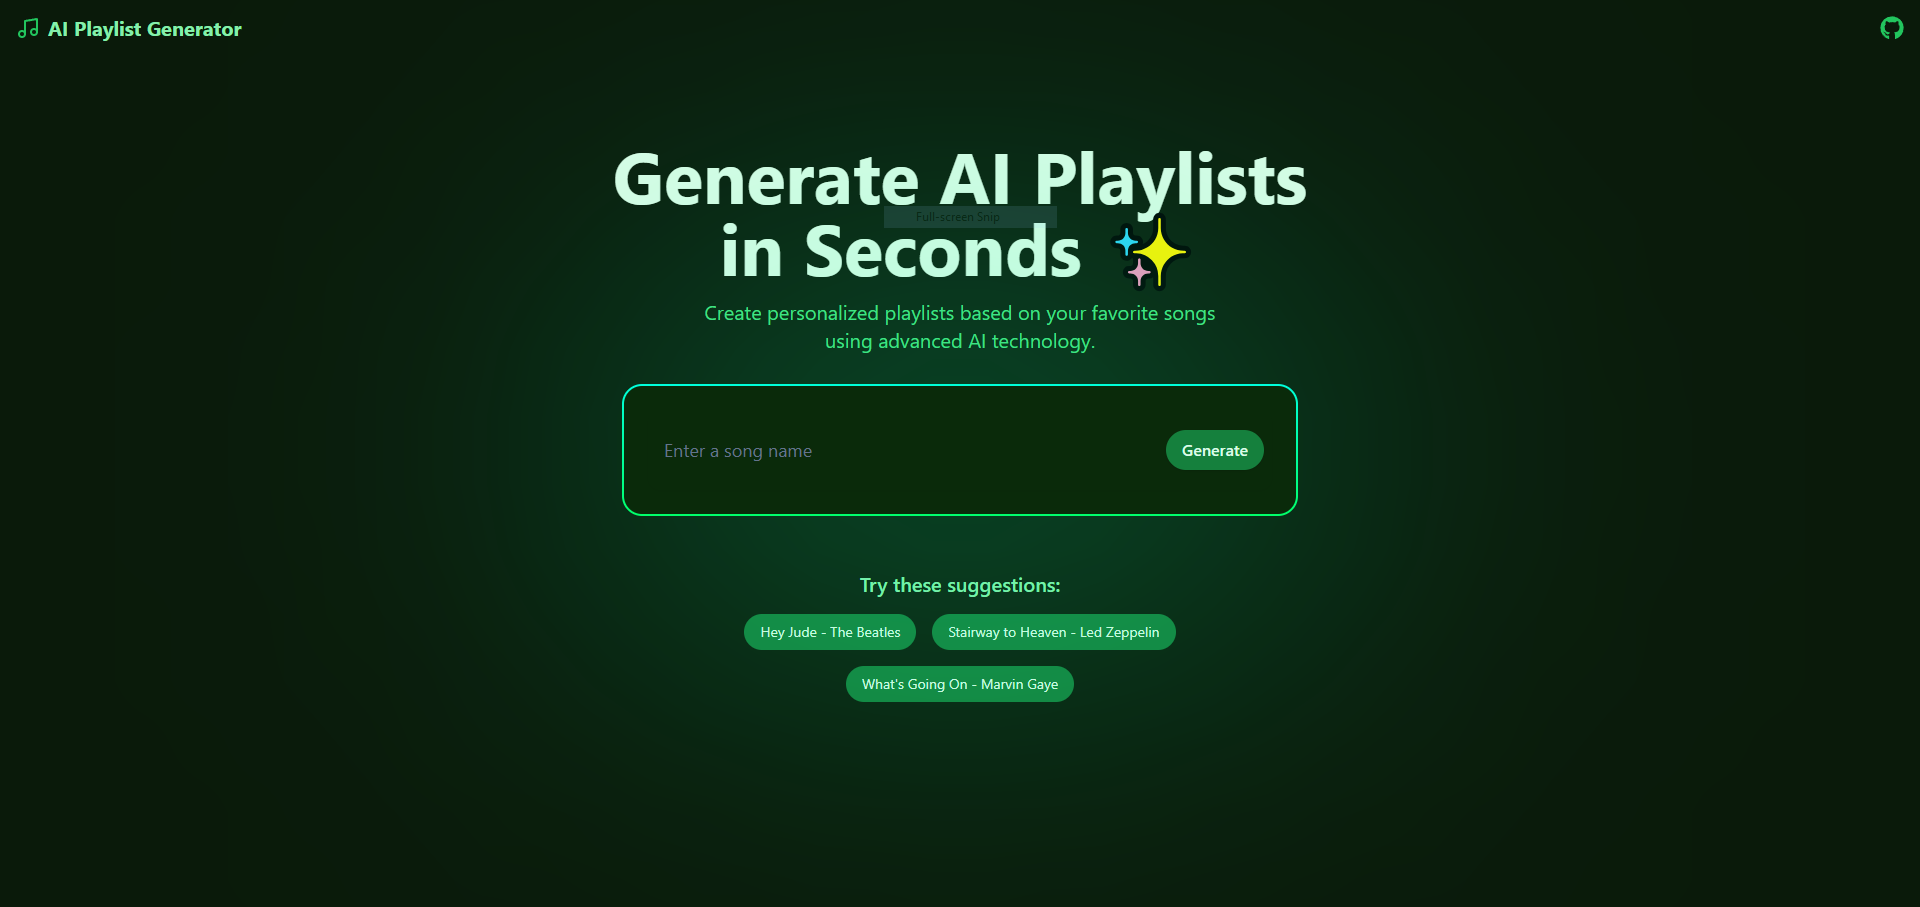 AI Playlist Generator
Generate AI Playlists
Full-screen Snip
in Seconds
Create personalized playlists based on your favorite songs
using advanced AI technology.
Enter a song name
Generate
Try these suggestions:
Hey Jude - The Beatles
Stairway to Heaven - Led Zeppelin
What's Going On - Marvin Gaye